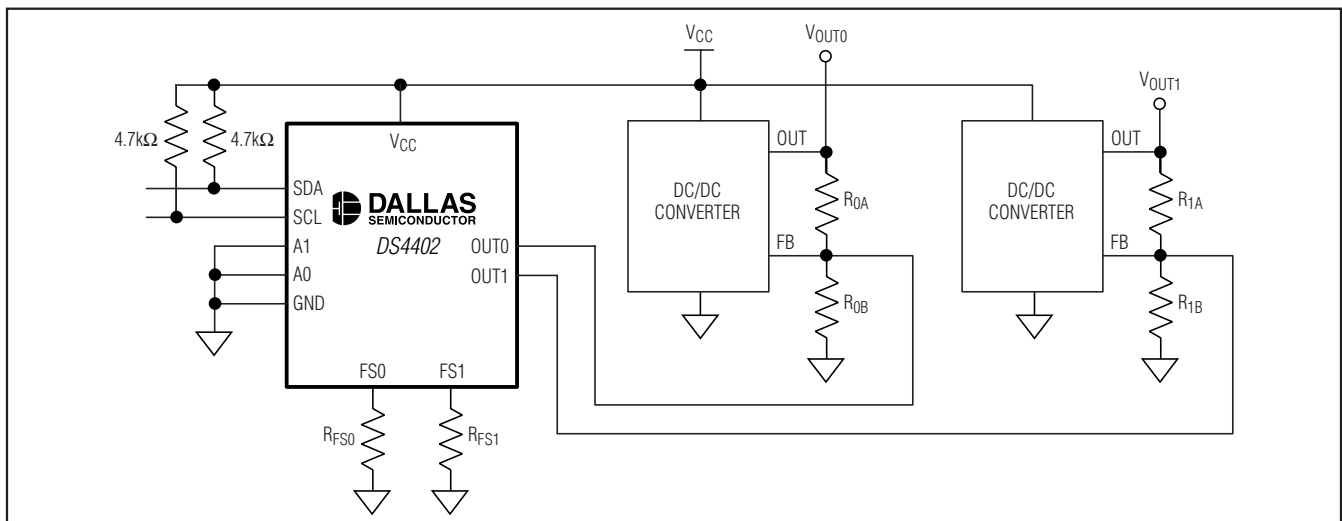 VCC
VOUT0
VOUT1
4.7kΩ
4.7kΩ
VCC
OUT
OUT
SDA
SCL
A1
A0
GND
DALLAS
SEMICONDUCTOR
DS4402
OUT0
OUT1
DC/DC
CONVERTER
DC/DC
CONVERTER
R0A
R1A
FB
FB
R0B
R1B
FS0
FS1
RFS0
RFS1